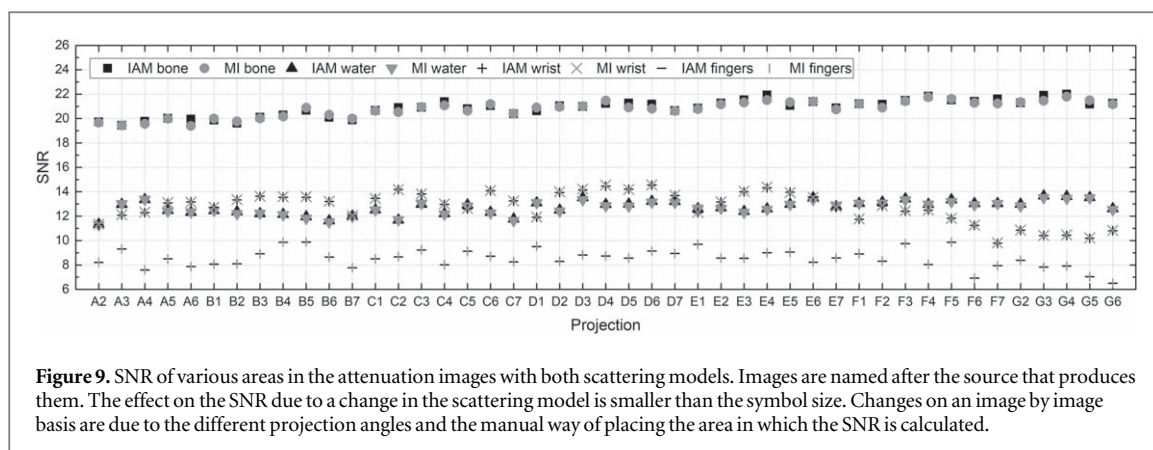 26
24
22
20
18
16
14
12
10
8
6
SNR
IAM bone MI bone IAM water MI water IAM wrist MI wrist IAM fingers MI fingers
A2 A3 A4 A5 A6 B1 B2 B3 B4 B5 B6 B7 C1 C2 C3 C4 C5 C6 C7 D1 D2 D3 D4 D5 D6 D7 E1 E2 E3 E4 E5 E6 E7 F1 F2 F3 F4 F5 F6 F7 G2 G3 G4 G5 G6
Projection
Figure 9. SNR of various areas in the attenuation images with both scattering models. Images are named after the source that produces
them. The effect on the SNR due to a change in the scattering model is smaller than the symbol size. Changes on an image by image
basis are due to the different projection angles and the manual way of placing the area in which the SNR is calculated.